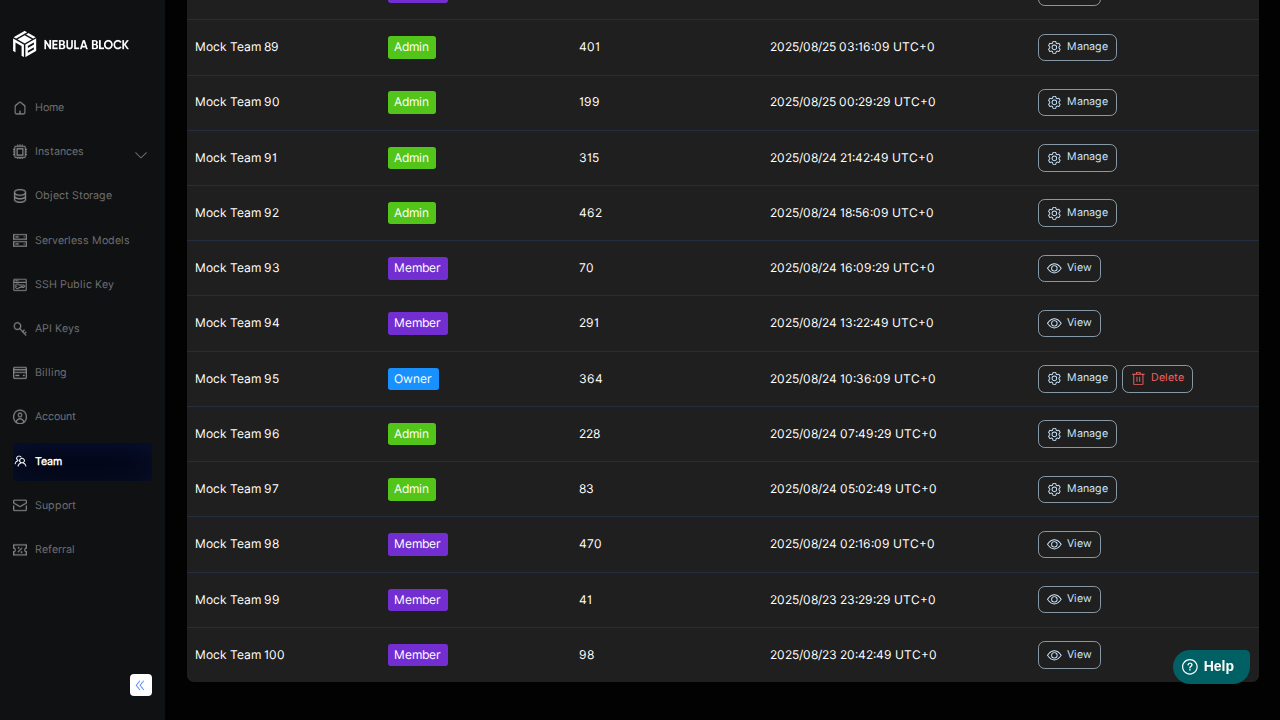 NEBULA BLOCK
Home
Instances
Object Storage
Serverless Models
SSH Public Key
API Keys
Billing
Account
Team
Support
Referral
Mock Team 89 Admin 401 2025/08/25 03:16:09 UTC+0 Manage
Mock Team 90 Admin 199 2025/08/25 00:29:29 UTC+0 Manage
Mock Team 91 Admin 315 2025/08/24 21:42:49 UTC+0 Manage
Mock Team 92 Admin 462 2025/08/24 18:56:09 UTC+0 Manage
Mock Team 93 Member 70 2025/08/24 16:09:29 UTC+0 View
Mock Team 94 Member 291 2025/08/24 13:22:49 UTC+0 View
Mock Team 95 Owner 364 2025/08/24 10:36:09 UTC+0 Manage Delete
Mock Team 96 Admin 228 2025/08/24 07:49:29 UTC+0 Manage
Mock Team 97 Admin 83 2025/08/24 05:02:49 UTC+0 Manage
Mock Team 98 Member 470 2025/08/24 02:16:09 UTC+0 View
Mock Team 99 Member 41 2025/08/23 23:29:29 UTC+0 View
Mock Team 100 Member 98 2025/08/23 20:42:49 UTC+0 View
Help